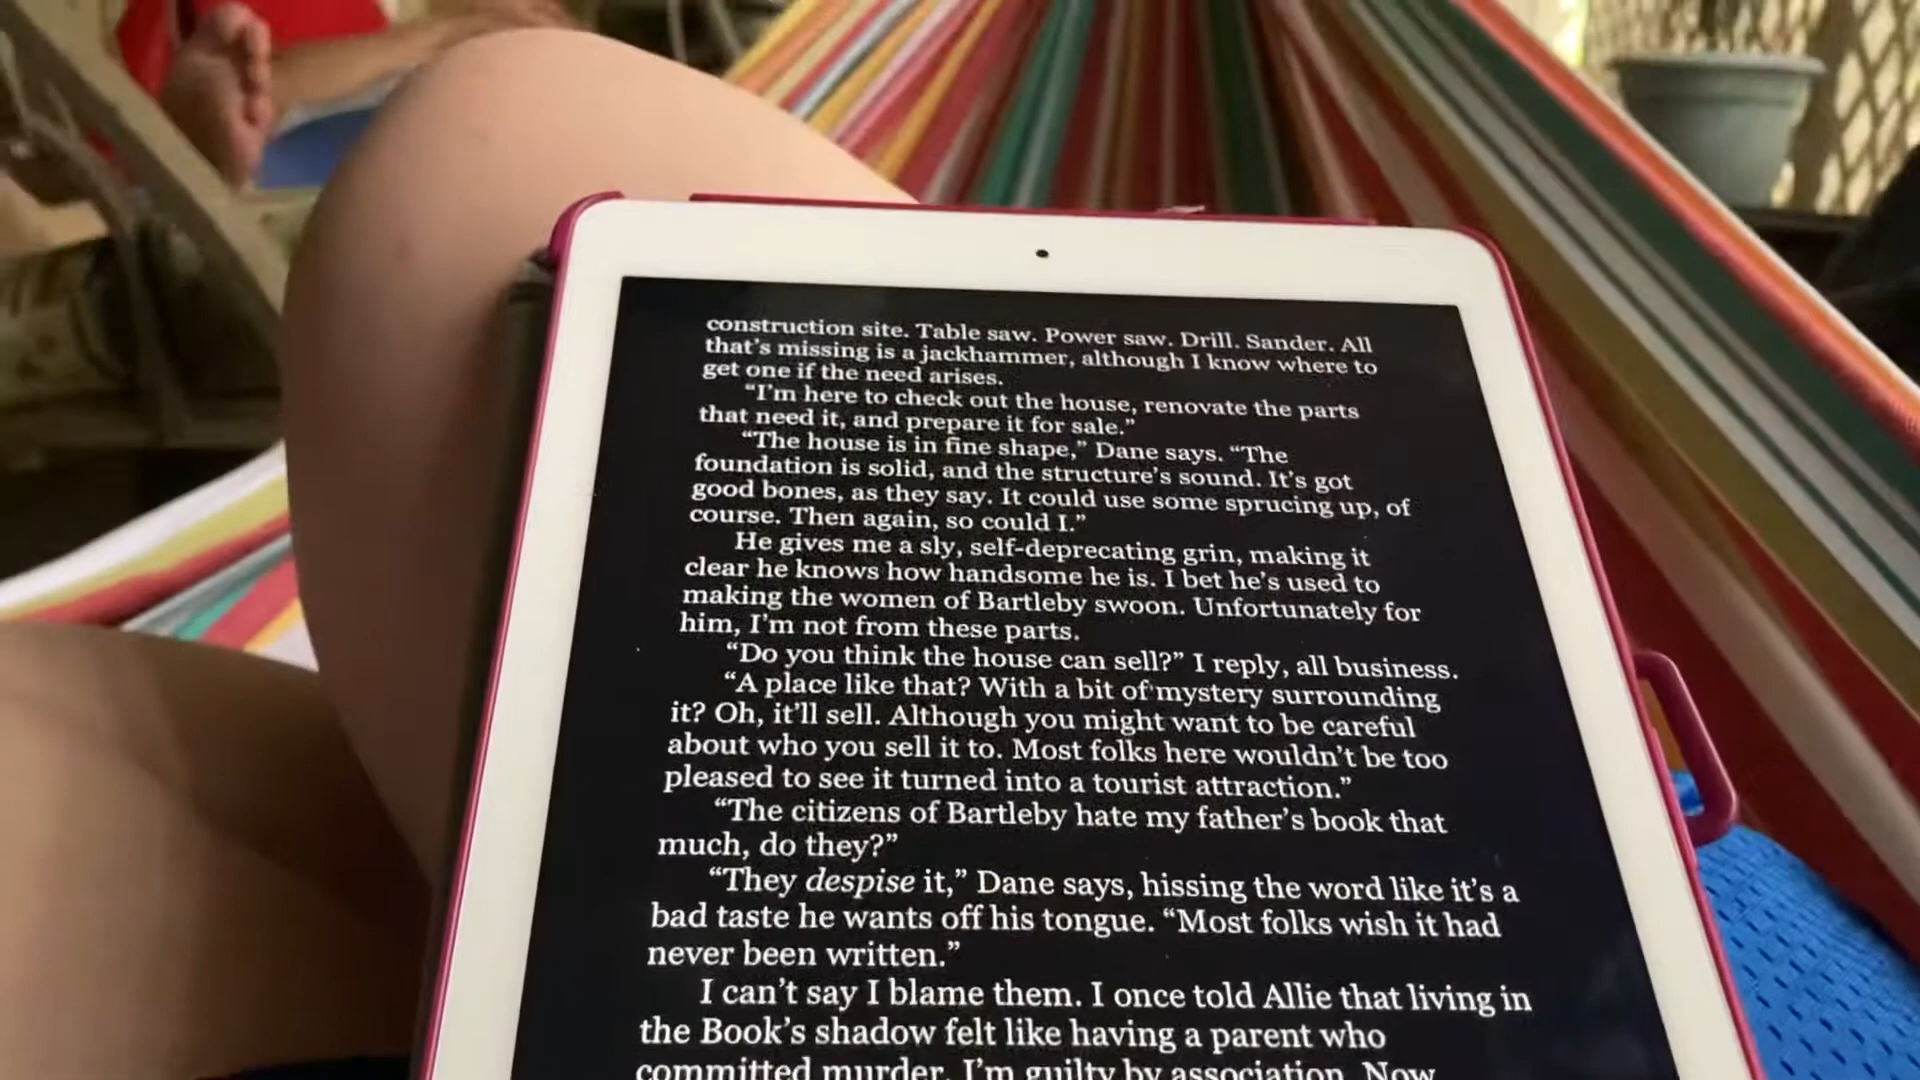 construction site. Table saw. Power saw. Drill. Sander. All
that’s missing is a jackhammer, although I know where to
get one if the need arises.
“I’m here to check out the house, renovate the parts
that need it, and prepare it for sale.”
“The house is in fine shape,” Dane says. “The
foundation is solid, and the structure’s sound. It’s got
good bones, as they say. It could use some sprucing up, of
course. Then again, so could I.”
He gives me a sly, self-deprecating grin, making it
clear he knows how handsome he is. I bet he’s used to
making the women of Bartleby swoon. Unfortunately for
him, I’m not from these parts.
“Do you think the house can sell?” I reply, all business.
“A place like that? With a bit of mystery surrounding
it? Oh, it’ll sell. Although you might want to be careful
about who you sell it to. Most folks here wouldn’t be too
pleased to see it turned into a tourist attraction.”
“The citizens of Bartleby hate my father’s book that
much, do they?”
“They despise it,” Dane says, hissing the word like it’s a
bad taste he wants off his tongue. “Most folks wish it had
never been written.”
I can’t say I blame them. I once told Allie that living in
the Book’s shadow felt like having a parent who
committed murder. I’m guilty by association. Now